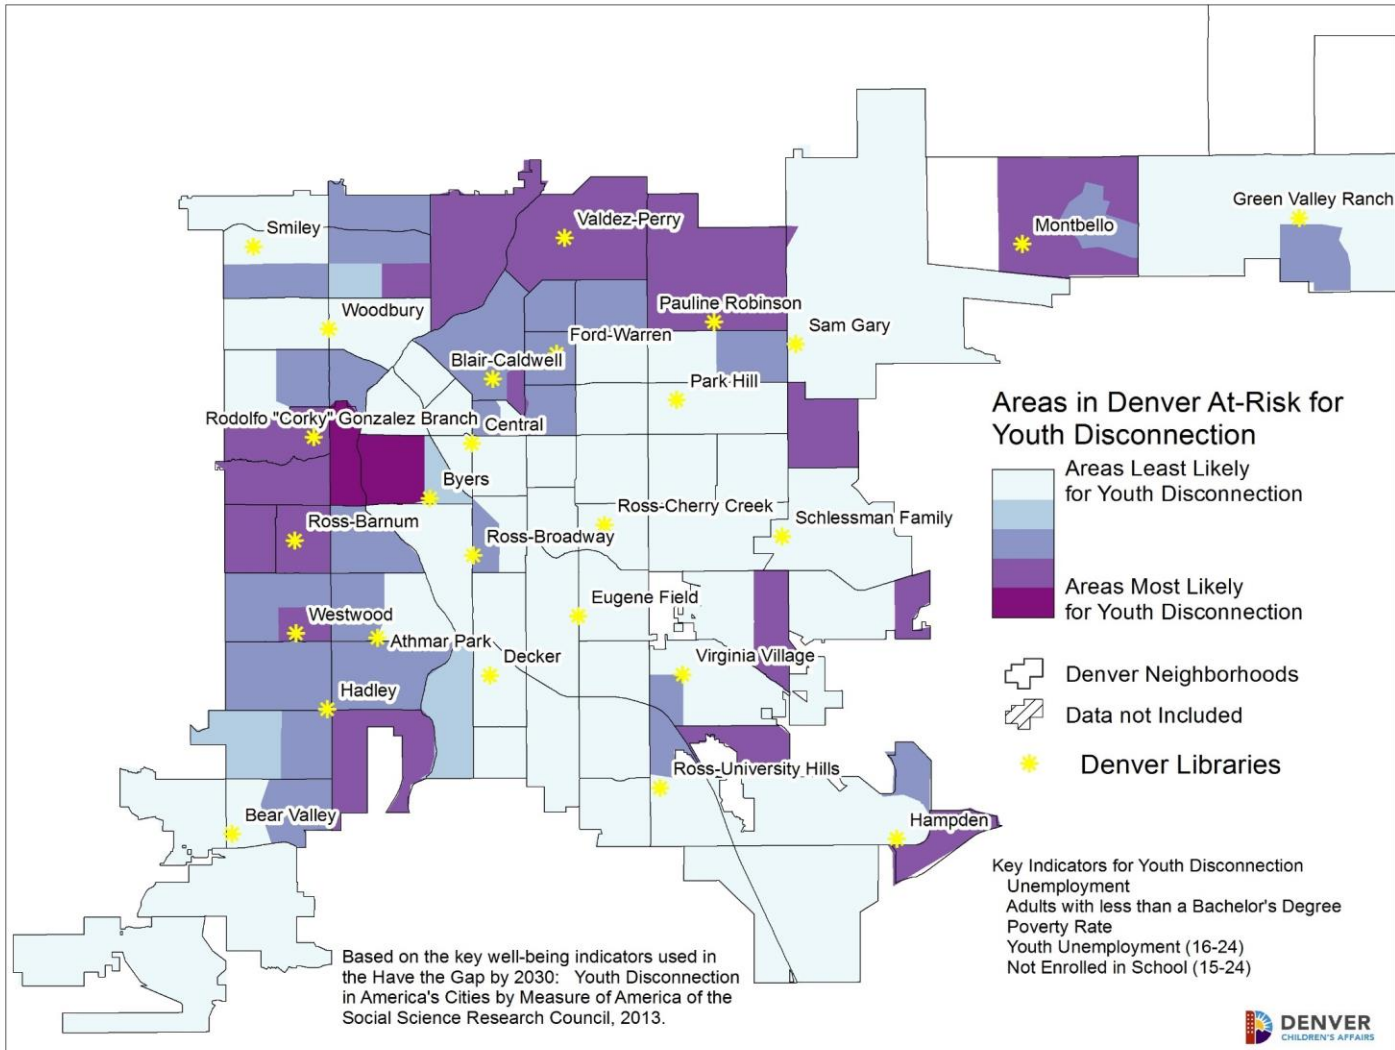 Smiley
Valdez-Perry
Green Valley Ranch
Montbello
Woodbury
Pauline Robinson
Sam Gary
Ford-Warren
Blair-Caldwell
Park Hill
Rodolfo "Corky" Gonzalez Branch
Central
Byers
Ross-Cherry Creek
Schlessman Family
Ross-Barnum
Ross-Broadway
Eugene Field
Westwood
Athmar Park
Decker
Virginia Village
Hadley
Ross-University Hills
Bear Valley
Hampden
Areas in Denver At-Risk for
Youth Disconnection
Areas Least Likely
for Youth Disconnection
Areas Most Likely
for Youth Disconnection
Denver Neighborhoods
Data not Included
Denver Libraries
Key Indicators for Youth Disconnection
Unemployment
Adults with less than a Bachelor's Degree
Poverty Rate
Youth Unemployment (16-24)
Not Enrolled in School (15-24)
Based on the key well-being indicators used in
the Have the Gap by 2030: Youth Disconnection
in America's Cities by Measure of America of the
Social Science Research Council, 2013.
DENVER
CHILDREN'S AFFAIRS